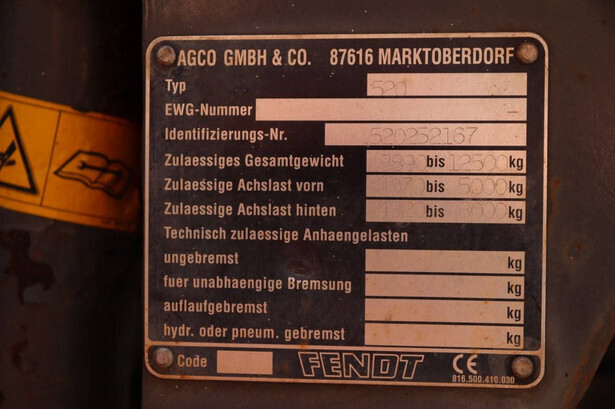 AGCO GMBH & CO. 87616 MARKTOBERDORF
Typ 520
EWG-Nummer -
Identifizierungs-Nr. 520252167
Zulaessiges Gesamtgewicht bis 12500 kg
Zulaessige Achslast vorn bis 5000 kg
Zulaessige Achslast hinten bis kg
Technisch zulaessige Anhaengelasten
ungebremst kg
fuer unabhaengige Bremsung kg
auflaufgebremst kg
hydr. oder pneum. gebremst kg
Code FENDT CE
816.500.410.030